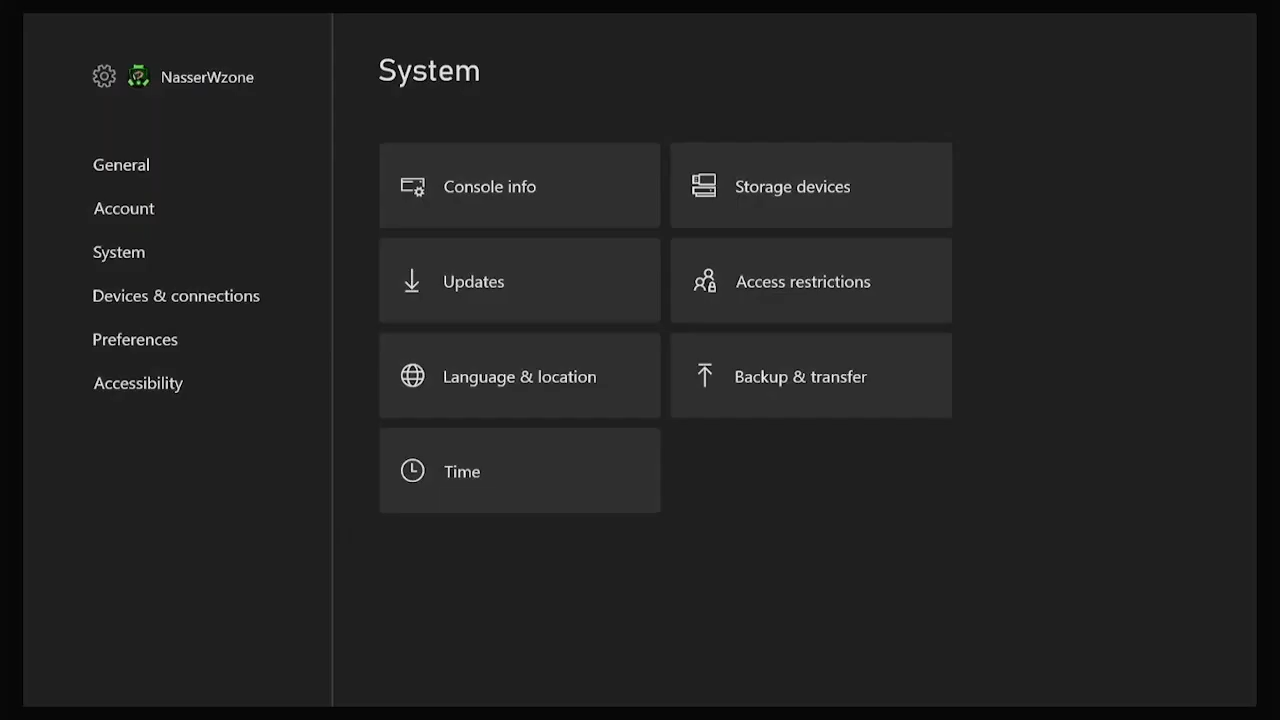 NasserWzone
General
Account
System
Devices & connections
Preferences
Accessibility
System
Console info
Storage devices
Updates
Access restrictions
Language & location
Backup & transfer
Time